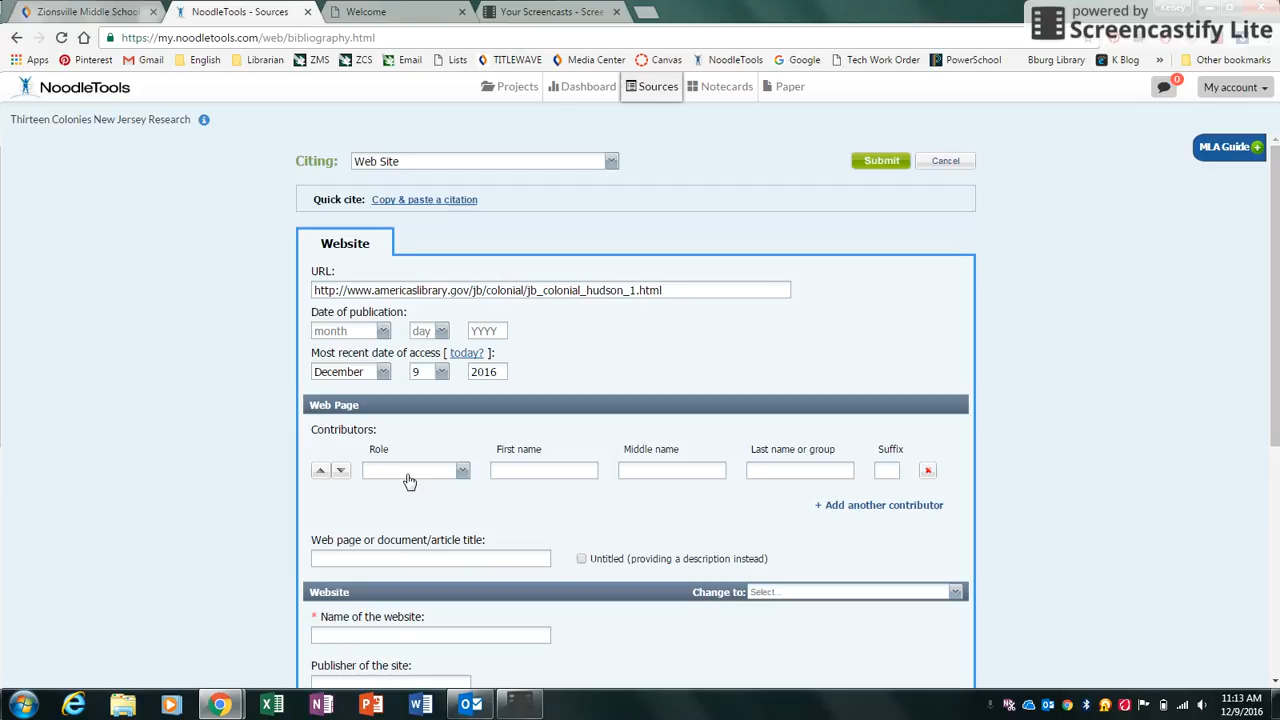 Zionsville Middle School
NoodleTools - Sources
Welcome
Your Screencasts - Scree
Kelsey
powered by
Screencastify Lite
https://my.noodletools.com/web/bibliography.html
Apps Pinterest Gmail English Librarian ZMS ZCS Email Lists TITLEWAVE Media Center Canvas NoodleTools Google Tech Work Order PowerSchool Bburg Library K Blog » Other bookmarks
NoodleTools
Projects Dashboard Sources Notecards Paper
0
My account
Thirteen Colonies New Jersey Research
MLA Guide
Citing: Web Site
Submit Cancel
Quick cite: Copy & paste a citation
Website
URL:
http://www.americaslibrary.gov/jb/colonial/jb_colonial_hudson_1.html
Date of publication:
month day YYYY
Most recent date of access [ today? ]:
December 9 2016
Web Page
Contributors:
Role First name Middle name Last name or group Suffix
+ Add another contributor
Web page or document/article title:
Untitled (providing a description instead)
Website Change to: Select...
* Name of the website:
Publisher of the site:
11:13 AM
12/9/2016